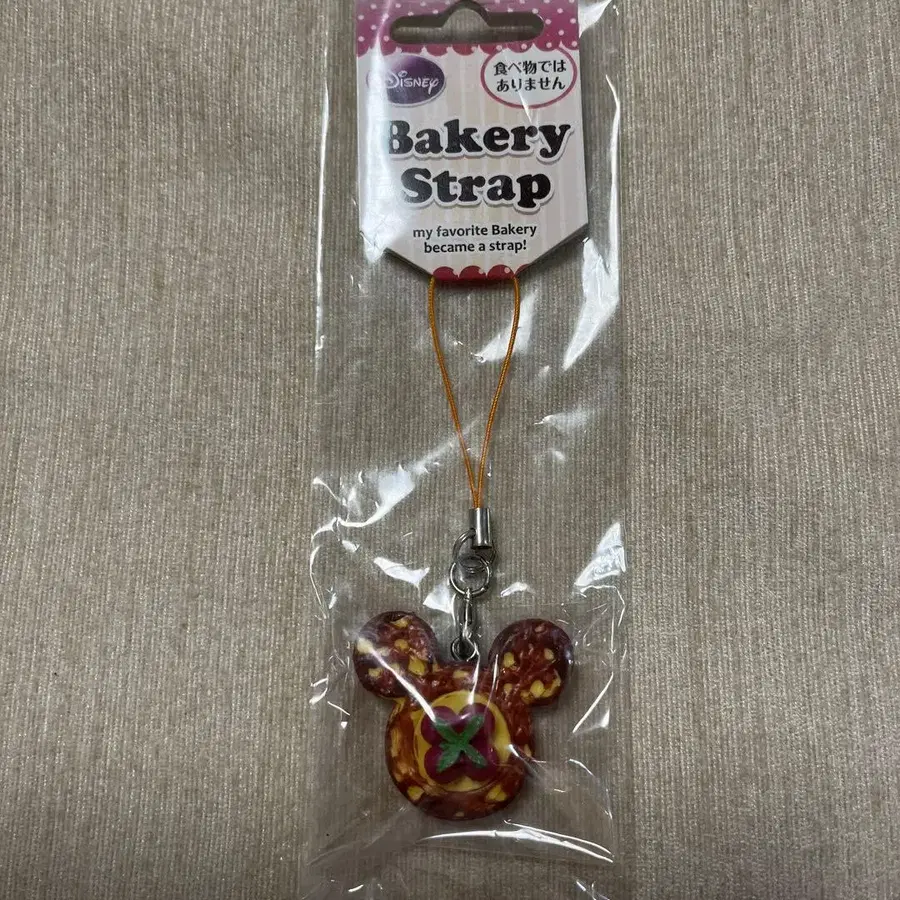 Disney
食べ物では
ありません
Bakery
Strap
my favorite Bakery
became a strap!